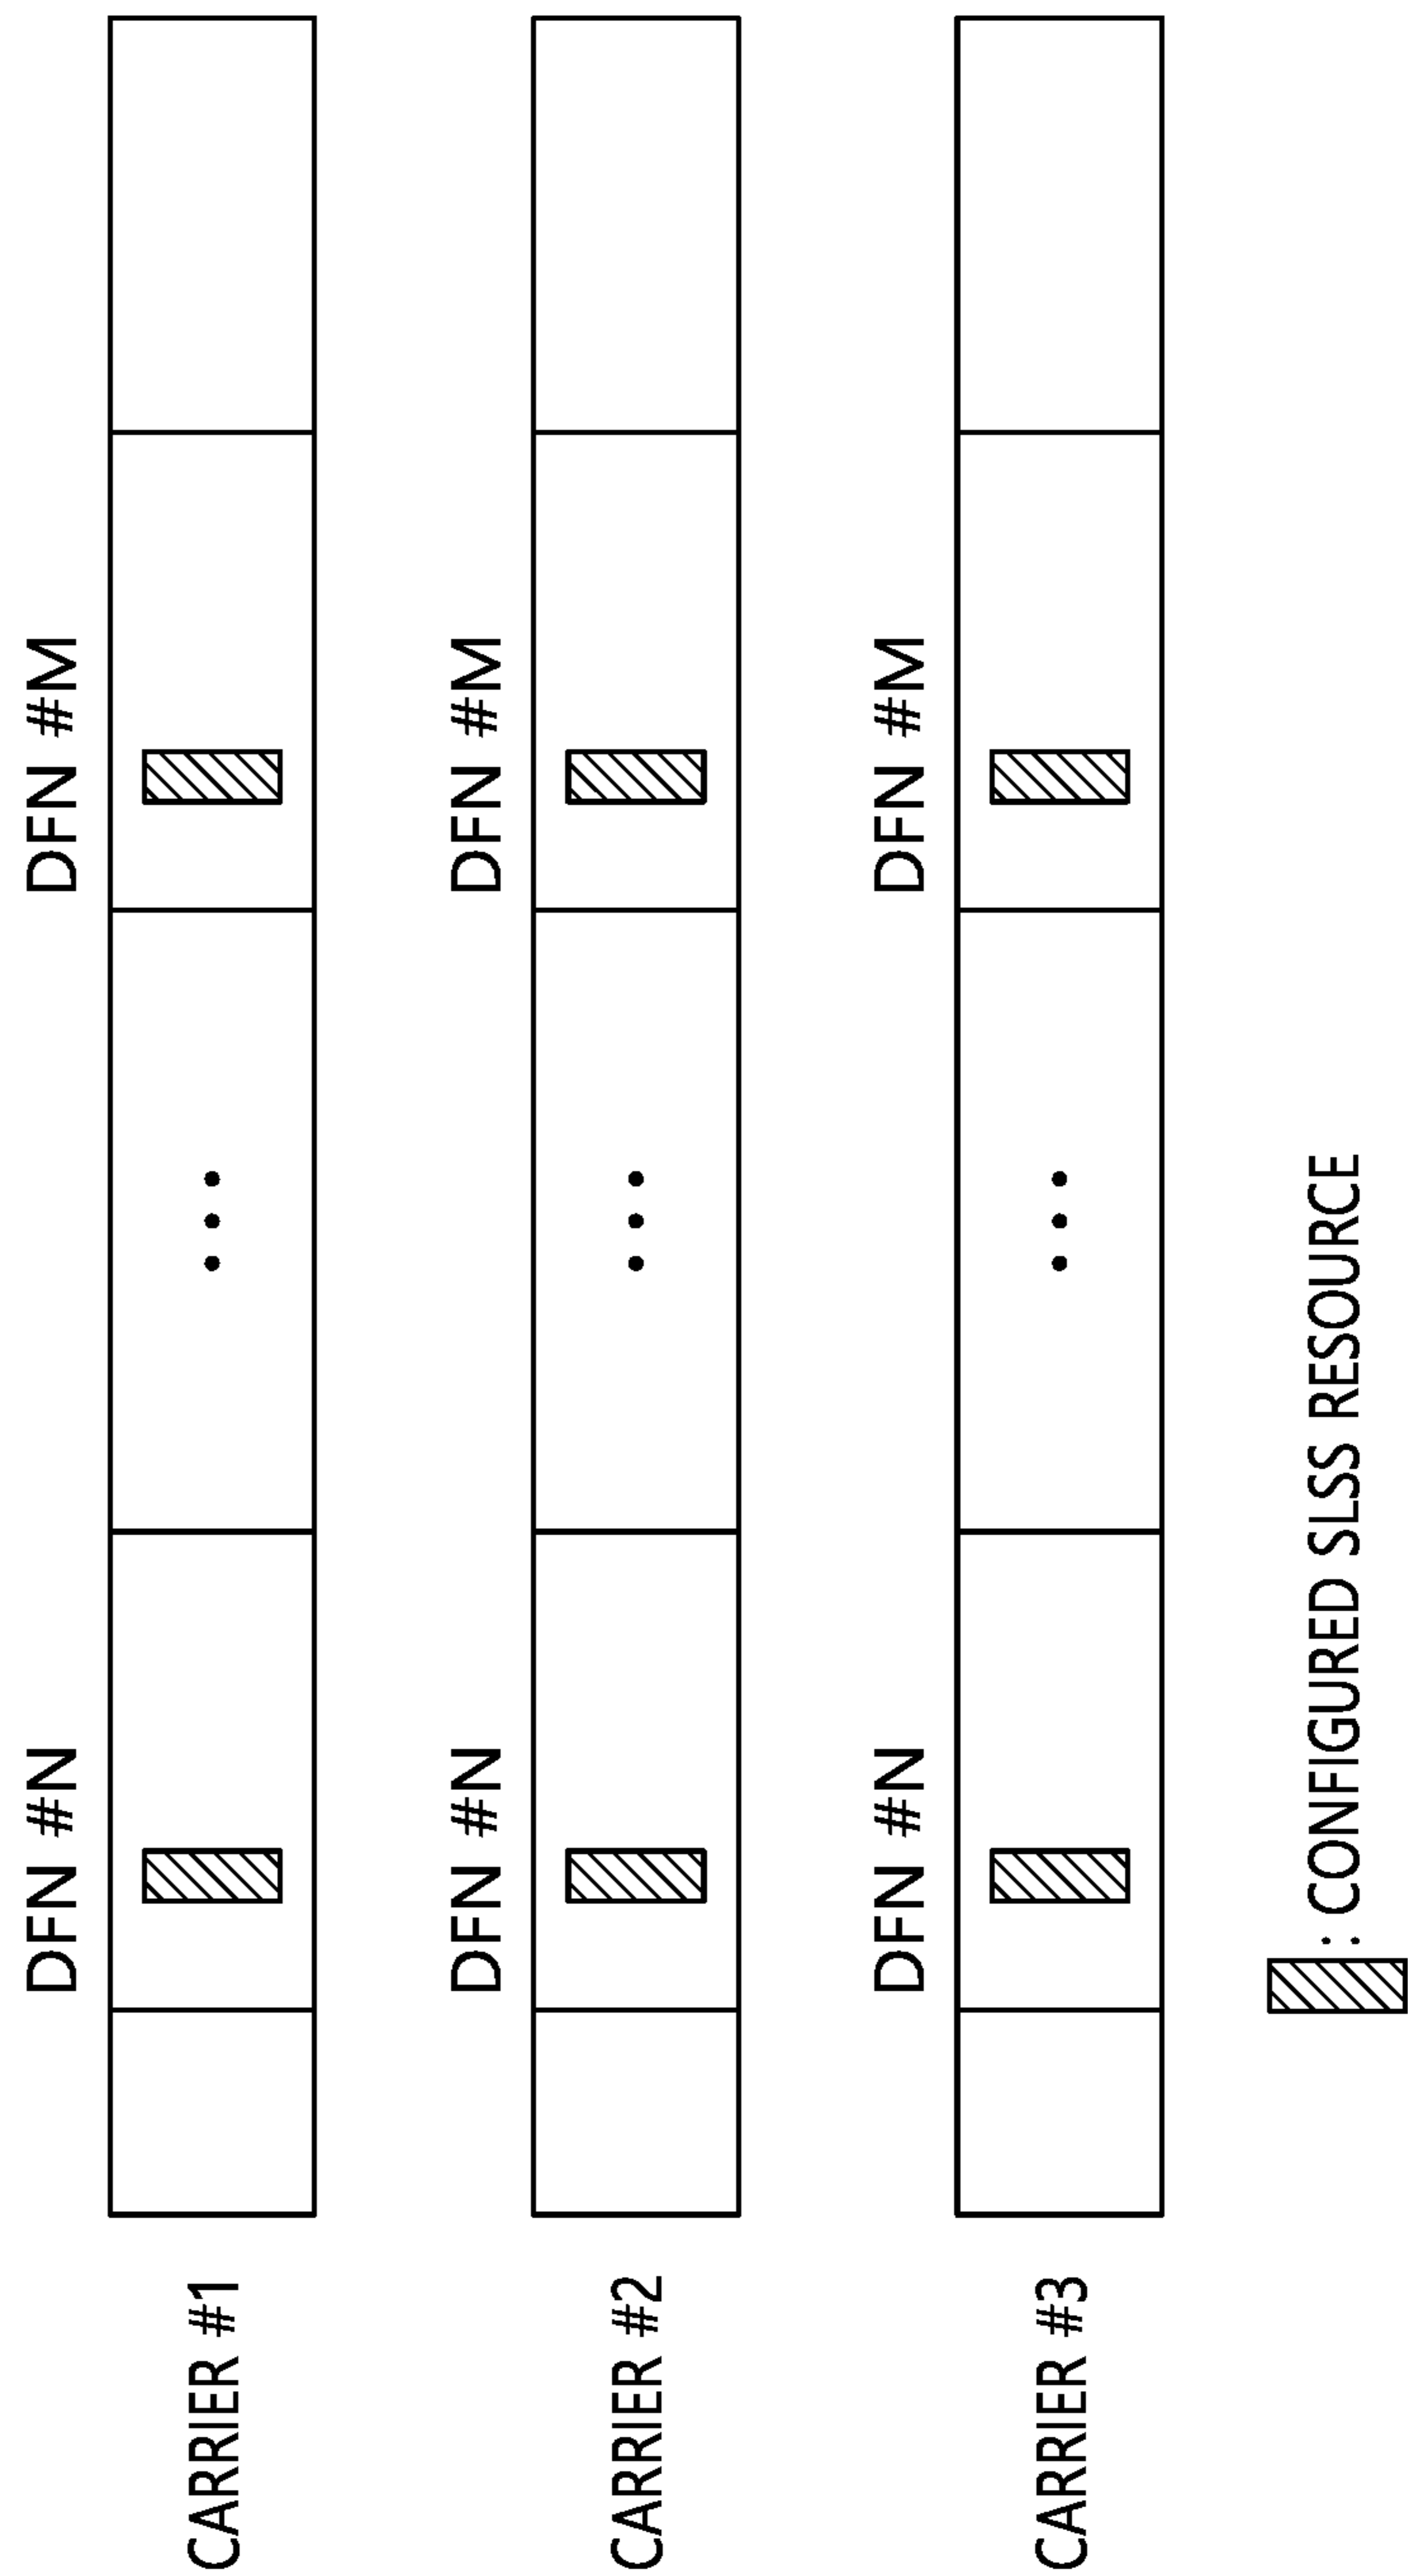 DFN #N
DFN #M
CARRIER #1
DFN #N
DFN #M
CARRIER #2
DFN #N
DFN #M
CARRIER #3
: CONFIGURED SLSS RESOURCE